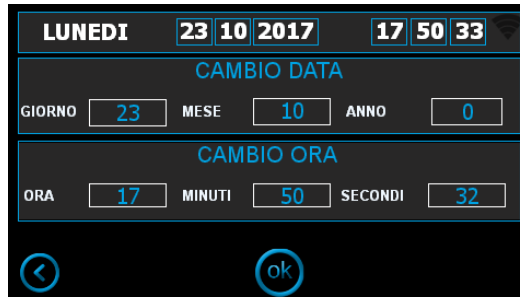 LUNEDI 23 10 2017 17 50 33
CAMBIO DATA
GIORNO 23 MESE 10 ANNO 0
CAMBIO ORA
ORA 17 MINUTI 50 SECONDI 32
ok